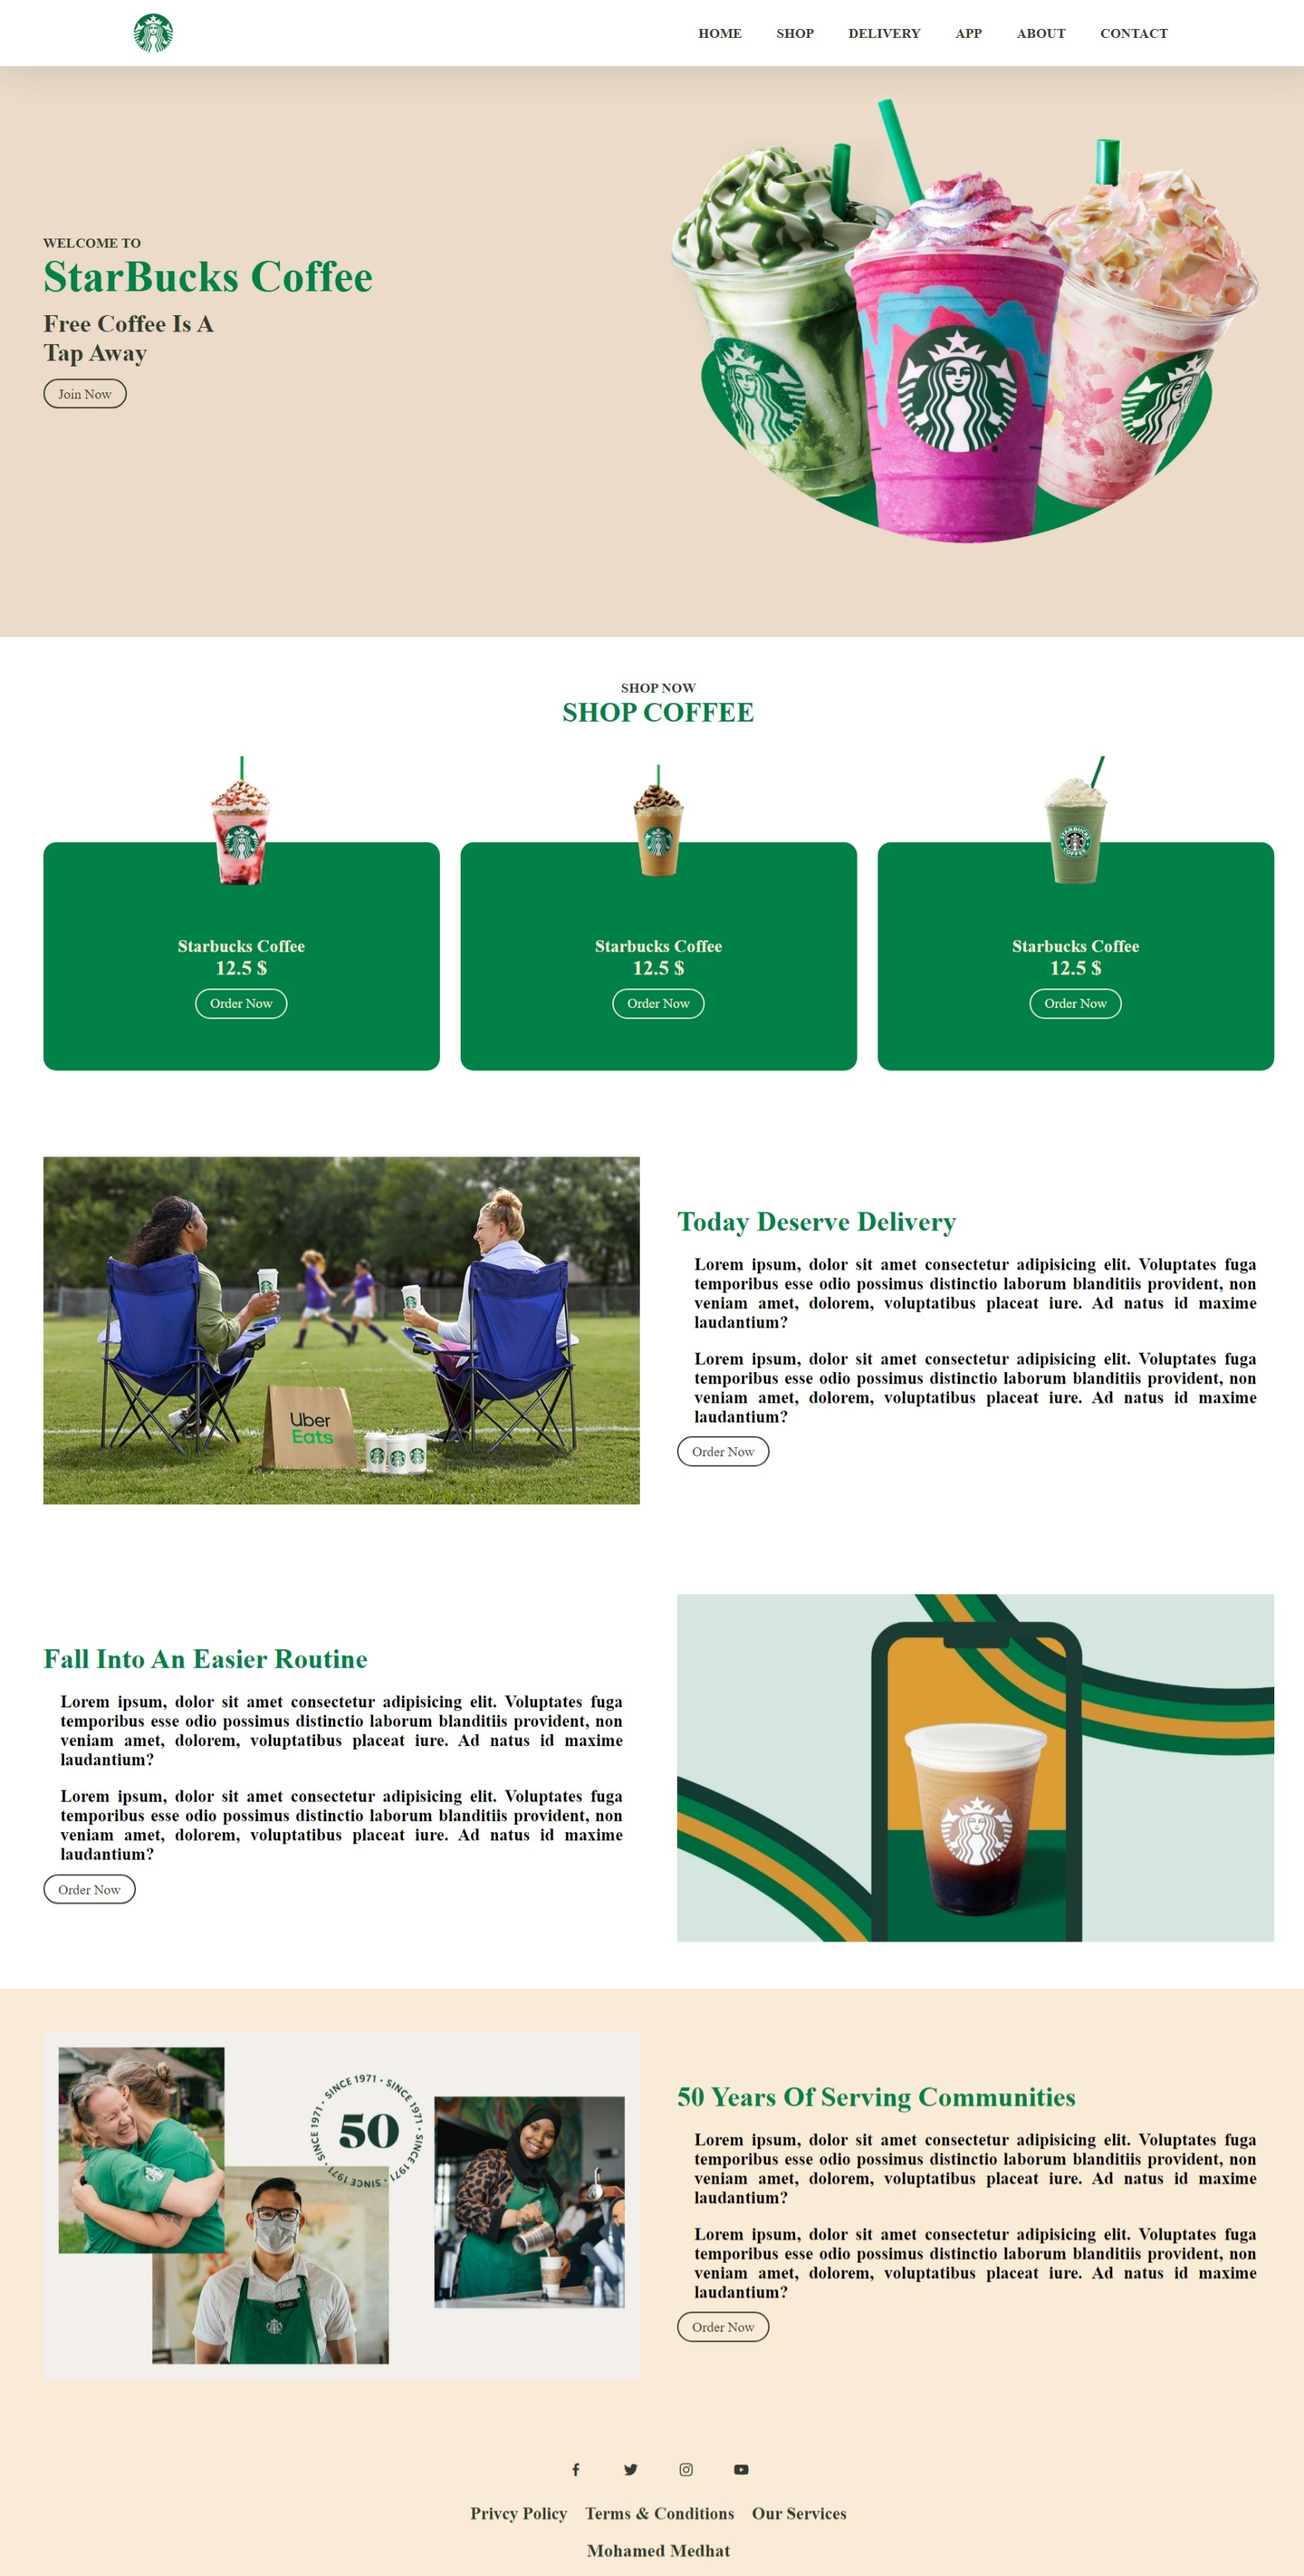 HOME SHOP DELIVERY APP ABOUT CONTACT
WELCOME TO
StarBucks Coffee
Free Coffee Is A
Tap Away
Join Now
SHOP NOW
SHOP COFFEE
STARBUCKS
COFFEE
Starbucks Coffee
12.5 $
Order Now
Starbucks Coffee
12.5 $
Order Now
Starbucks Coffee
12.5 $
Order Now
Uber
Eats
Today Deserve Delivery
Lorem ipsum, dolor sit amet consectetur adipisicing elit. Voluptates fuga
temporibus esse odio possimus distinctio laborum blanditiis provident, non
veniam amet, dolorem, voluptatibus placeat iure. Ad natus id maxime
laudantium?
Lorem ipsum, dolor sit amet consectetur adipisicing elit. Voluptates fuga
temporibus esse odio possimus distinctio laborum blanditiis provident, non
veniam amet, dolorem, voluptatibus placeat iure. Ad natus id maxime
laudantium?
Order Now
Fall Into An Easier Routine
Lorem ipsum, dolor sit amet consectetur adipisicing elit. Voluptates fuga
temporibus esse odio possimus distinctio laborum blanditiis provident, non
veniam amet, dolorem, voluptatibus placeat iure. Ad natus id maxime
laudantium?
Lorem ipsum, dolor sit amet consectetur adipisicing elit. Voluptates fuga
temporibus esse odio possimus distinctio laborum blanditiis provident, non
veniam amet, dolorem, voluptatibus placeat iure. Ad natus id maxime
laudantium?
Order Now
SINCE 1971 • SINCE 1971 • SINCE 1971 • SINCE 1971 •
50
50 Years Of Serving Communities
Lorem ipsum, dolor sit amet consectetur adipisicing elit. Voluptates fuga
temporibus esse odio possimus distinctio laborum blanditiis provident, non
veniam amet, dolorem, voluptatibus placeat iure. Ad natus id maxime
laudantium?
Lorem ipsum, dolor sit amet consectetur adipisicing elit. Voluptates fuga
temporibus esse odio possimus distinctio laborum blanditiis provident, non
veniam amet, dolorem, voluptatibus placeat iure. Ad natus id maxime
laudantium?
Order Now
Privcy Policy Terms & Conditions Our Services
Mohamed Medhat